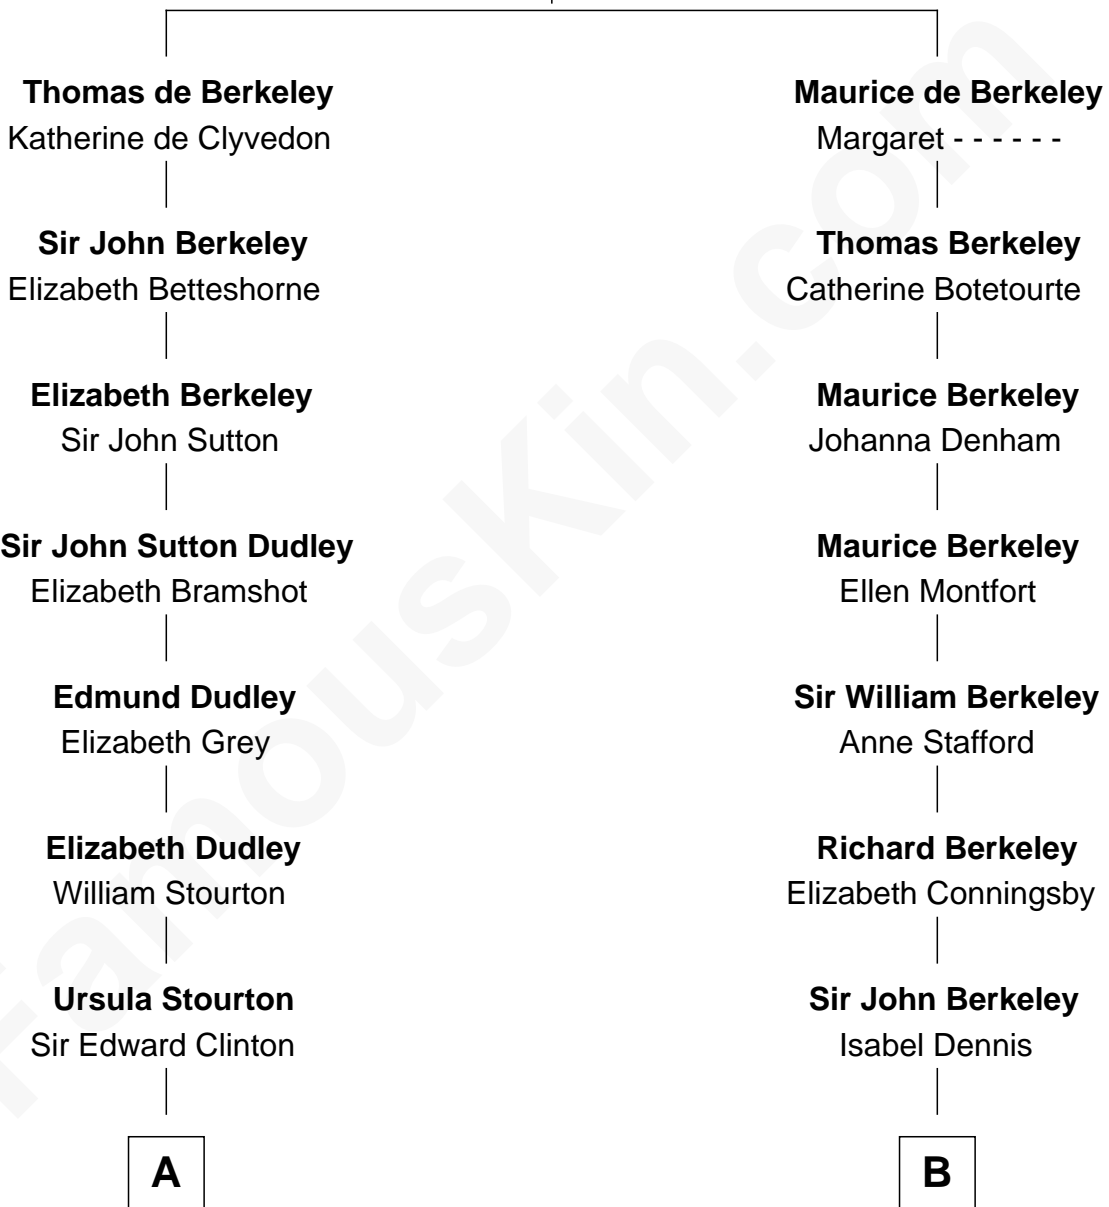 Thomas de Berkeley
Katherine de Clyvedon
Sir John Berkeley
Elizabeth Betteshorne
Elizabeth Berkeley
Sir John Sutton
Sir John Sutton Dudley
Elizabeth Bramshot
Edmund Dudley
Elizabeth Grey
Elizabeth Dudley
William Stourton
Ursula Stourton
Sir Edward Clinton
A
Maurice de Berkeley
Margaret - - - - - -
Thomas Berkeley
Catherine Botetourte
Maurice Berkeley
Johanna Denham
Maurice Berkeley
Ellen Montfort
Sir William Berkeley
Anne Stafford
Richard Berkeley
Elizabeth Conningsby
Sir John Berkeley
Isabel Dennis
B
FamousKin.com